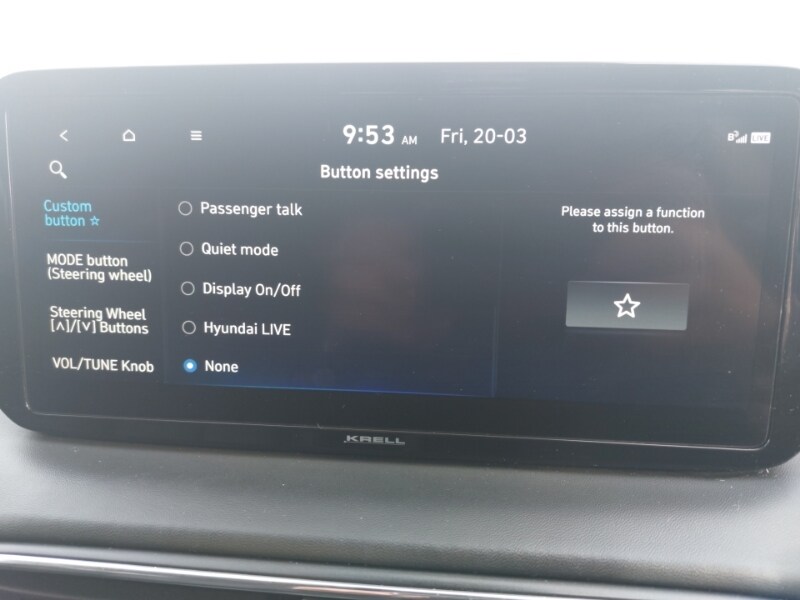 9:53 AM Fri, 20-03
LIVE
Button settings
Custom
button ☆
MODE button
(Steering wheel)
Steering Wheel
[∧]/[∨] Buttons
VOL/TUNE Knob
Passenger talk
Quiet mode
Display On/Off
Hyundai LIVE
None
Please assign a function
to this button.
KRELL